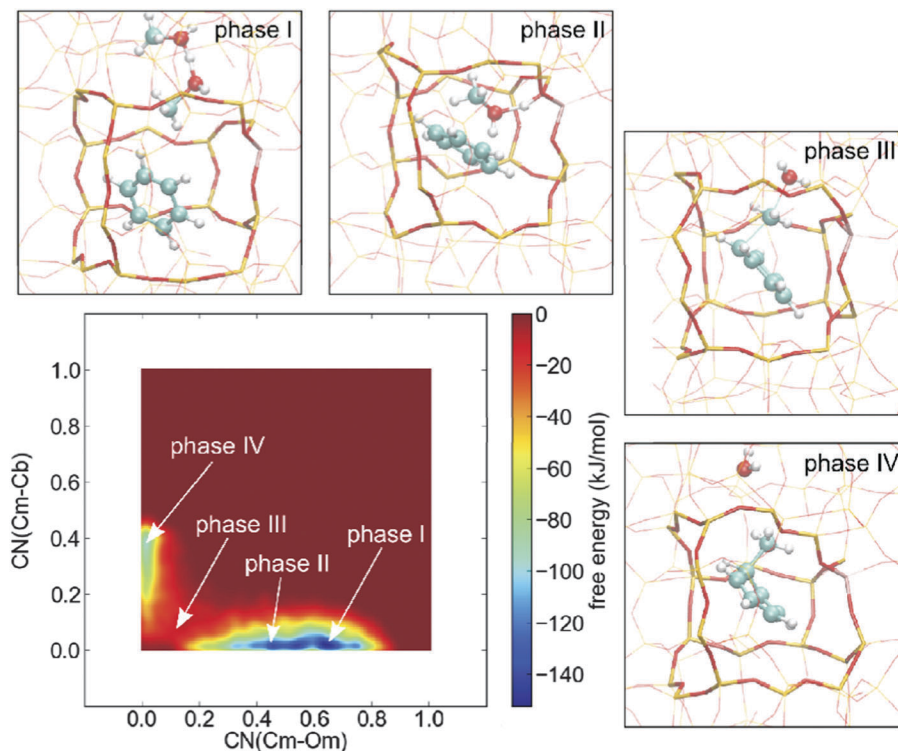 phase I
phase II
phase III
phase IV
1.0
0.8
0.6
0.4
0.2
0.0
CN(Cm-Cb)
phase IV
phase III
phase II
phase I
0.0 0.2 0.4 0.6 0.8 1.0
CN(Cm-Om)
0
−20
−40
−60
−80
−100
−120
−140
free energy (kJ/mol)